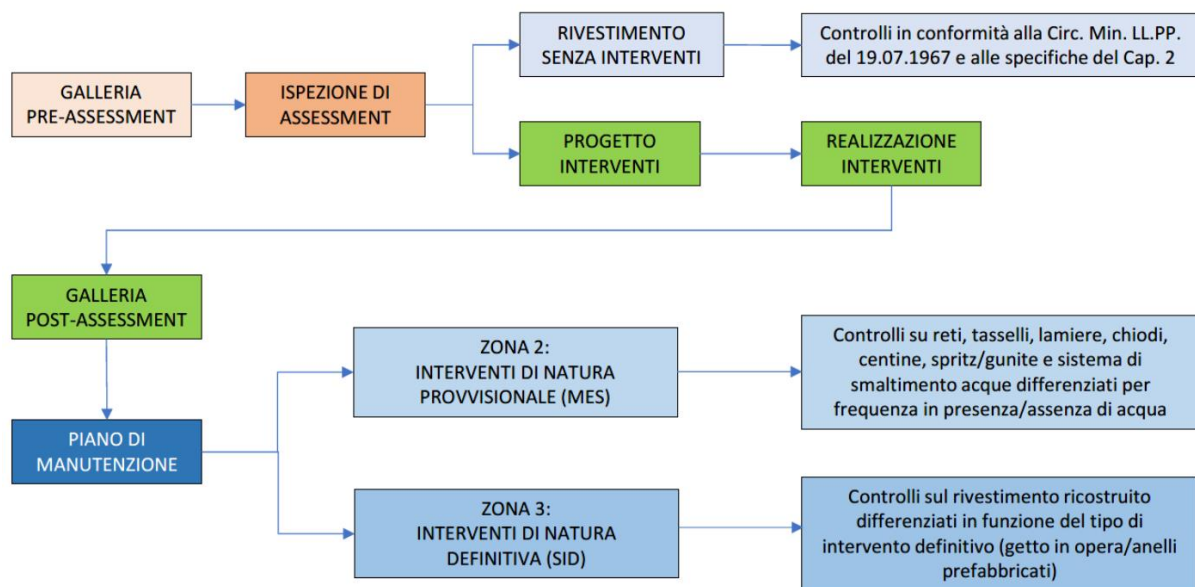 RIVESTIMENTO
SENZA INTERVENTI
Controlli in conformità alla Circ. Min. LL.PP.
del 19.07.1967 e alle specifiche del Cap. 2
GALLERIA
PRE-ASSESSMENT
ISPEZIONE DI
ASSESSMENT
PROGETTO
INTERVENTI
REALIZZAZIONE
INTERVENTI
GALLERIA
POST-ASSESSMENT
ZONA 2:
INTERVENTI DI NATURA
PROVVISIONALE (MES)
Controlli su reti, tasselli, lamiere, chiodi,
centine, spritz/gunite e sistema di
smaltimento acque differenziati per
frequenza in presenza/assenza di acqua
PIANO DI
MANUTENZIONE
ZONA 3:
INTERVENTI DI NATURA
DEFINITIVA (SID)
Controlli sul rivestimento ricostruito
differenziati in funzione del tipo di
intervento definitivo (getto in opera/anelli
prefabbricati)